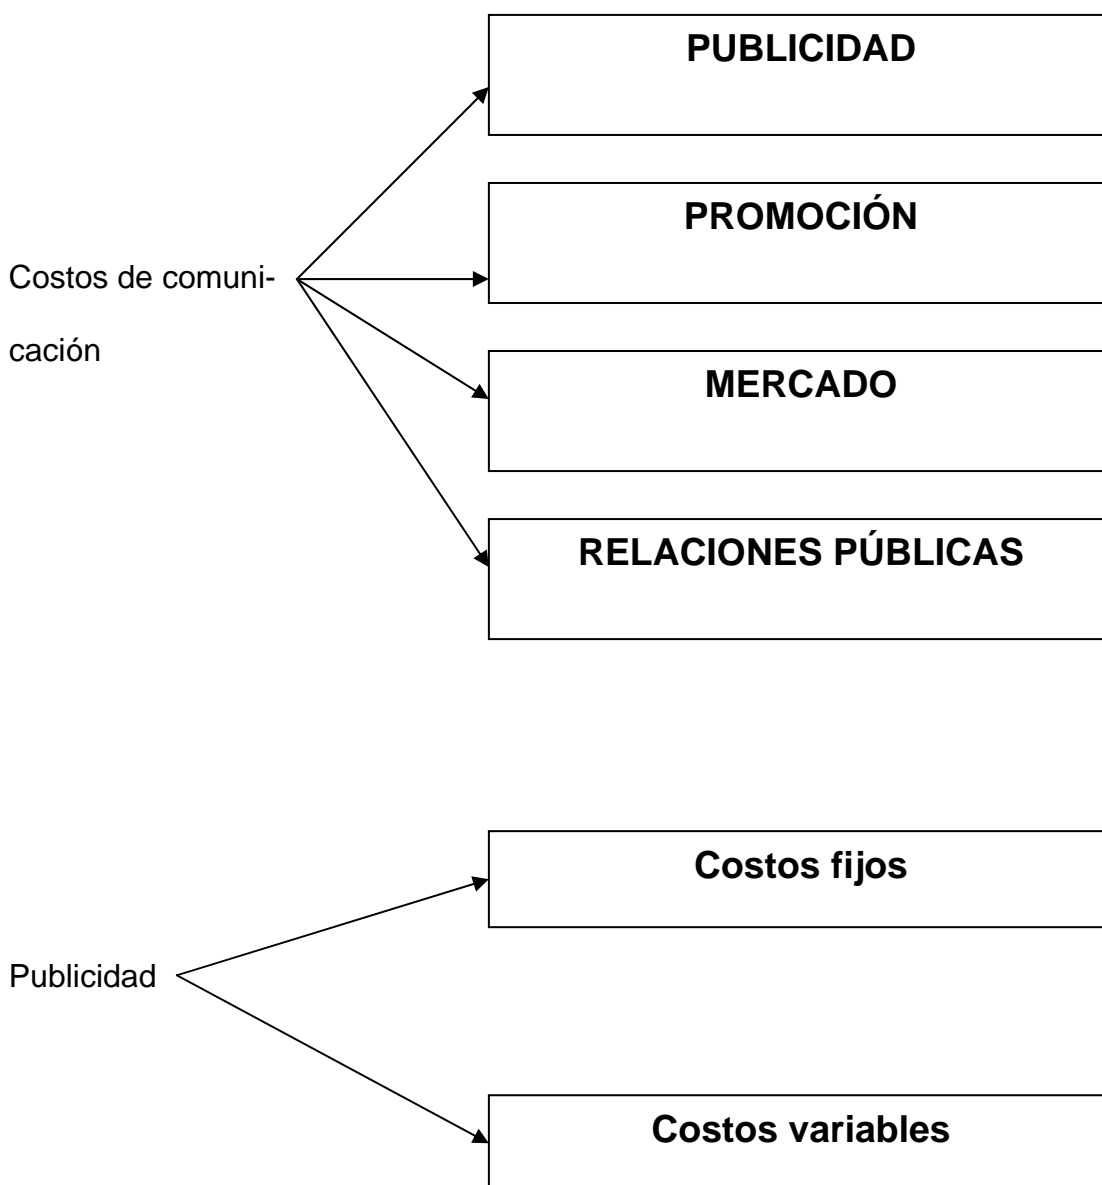 PUBLICIDAD
PROMOCIÓN
Costos de comuni-
cación
MERCADO
RELACIONES PÚBLICAS
Costos fijos
Publicidad
Costos variables